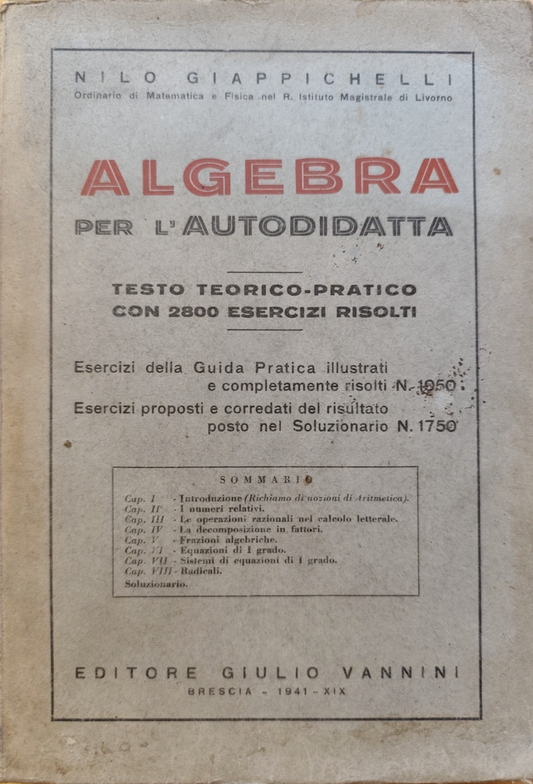 NILO GIAPPICHELLI
Ordinario di Matematica e Fisica nel R. Istituto Magistrale di Livorno
ALGEBRA
PER L'AUTODIDATTA
TESTO TEORICO-PRATICO
CON 2800 ESERCIZI RISOLTI
Esercizi della Guida Pratica illustrati
e completamente risolti N. 1050
Esercizi proposti e corredati del risultato
posto nel Soluzionario N. 1750
SOMMARIO
Cap. I - Introduzione (Richiamo di nozioni di Aritmetica).
Cap. II - I numeri relativi.
Cap. III - Le operazioni razionali nel calcolo letterale.
Cap. IV - La decomposizione in fattori.
Cap. V - Frazioni algebriche.
Cap. VI - Equazioni di I grado.
Cap. VII - Sistemi di equazioni di I grado.
Cap. VIII - Radicali.
Soluzionario.
EDITORE GIULIO VANNINI
BRESCIA - 1941 - XIX